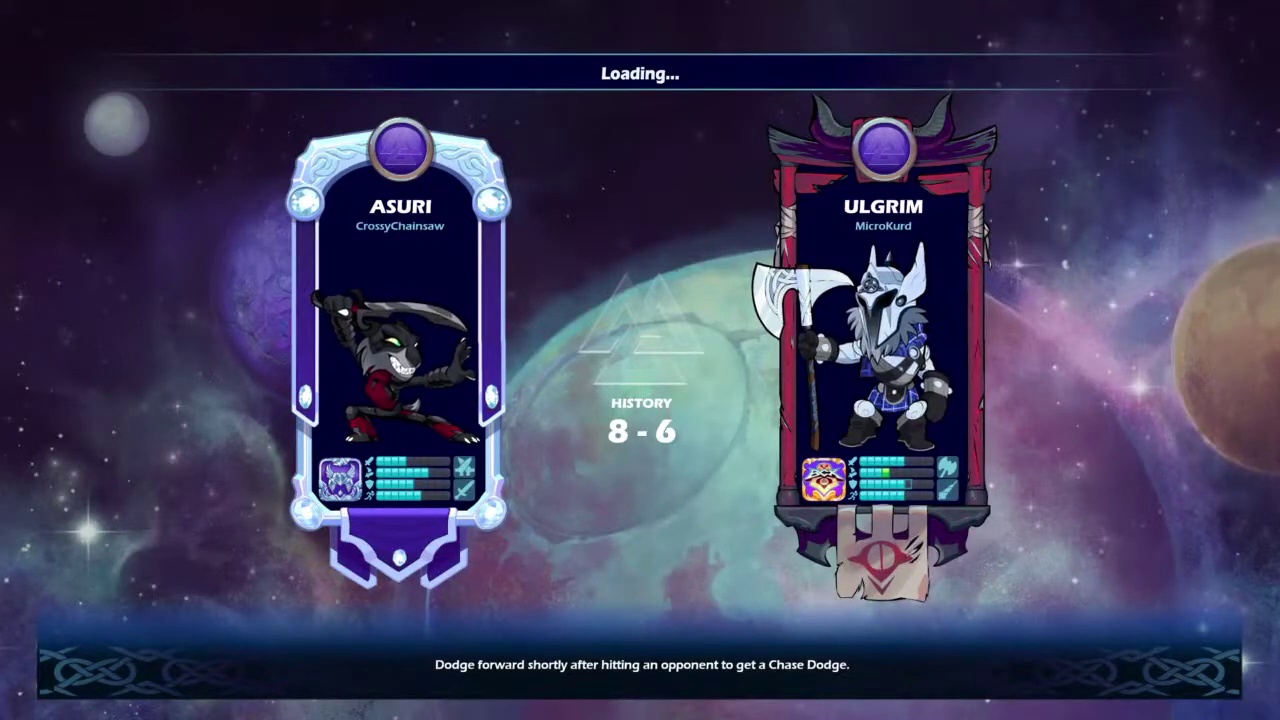 Loading...
ASURI
CrossyChainsaw
ULGRIM
MicroKurd
HISTORY
8 - 6
Dodge forward shortly after hitting an opponent to get a Chase Dodge.